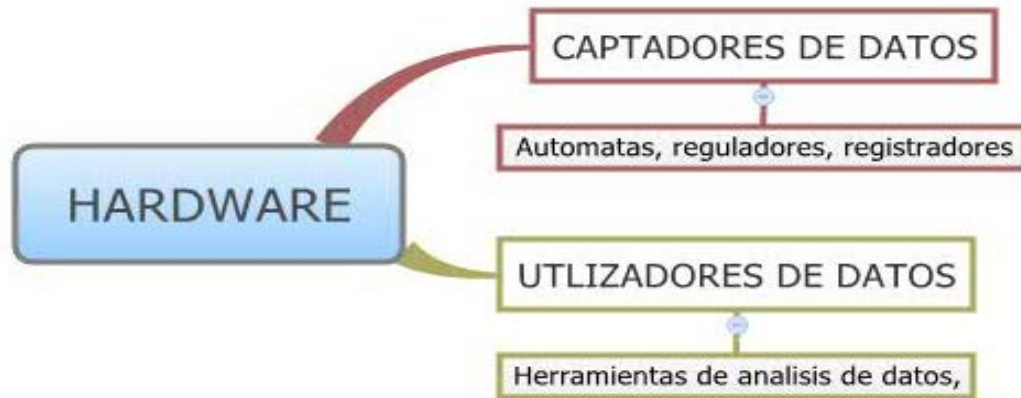 HARDWARE
CAPTADORES DE DATOS
Automatas, reguladores, registradores
UTLIZADORES DE DATOS
Herramientas de analisis de datos,